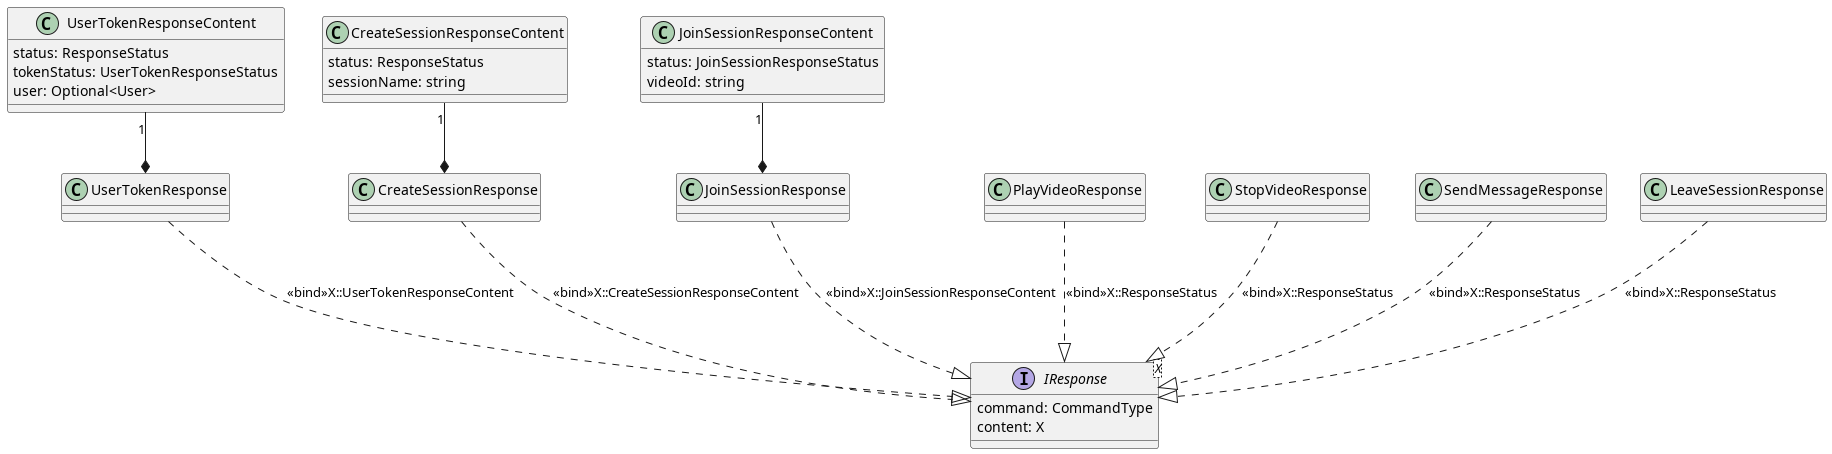 C UserTokenResponseContent
status: ResponseStatus
tokenStatus: UserTokenResponseStatus
user: Optional<User>
C CreateSessionResponseContent
status: ResponseStatus
sessionName: string
C JoinSessionResponseContent
status: JoinSessionResponseStatus
videoId: string
1
1
1
C UserTokenResponse
C CreateSessionResponse
C JoinSessionResponse
C PlayVideoResponse
C StopVideoResponse
C SendMessageResponse
C LeaveSessionResponse
«bind»X::UserTokenResponseContent
«bind»X::CreateSessionResponseContent
«bind»X::JoinSessionResponseContent
«bind»X::ResponseStatus
«bind»X::ResponseStatus
«bind»X::ResponseStatus
«bind»X::ResponseStatus
I IResponse
X
command: CommandType
content: X